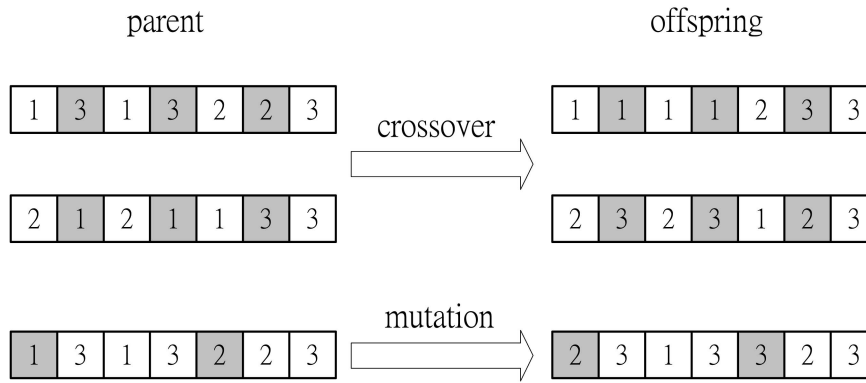 parent offspring
1 3 1 3 2 2 3 1 1 1 1 2 3 3
crossover
2 1 2 1 1 3 3 2 3 2 3 1 2 3
mutation
1 3 1 3 2 2 3 2 3 1 3 3 2 3